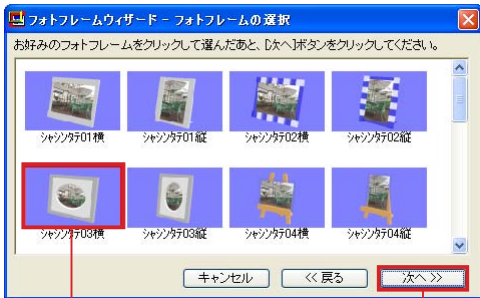 フォトフレームウィザード - フォトフレームの選択
お好みのフォトフレームをクリックして選んだあと、[次へ]ボタンをクリックしてください。
シャシンタテ01横
シャシンタテ01縦
シャシンタテ02横
シャシンタテ02縦
シャシンタテ03横
シャシンタテ03縦
シャシンタテ04横
シャシンタテ04縦
キャンセル
<< 戻る
次へ >>